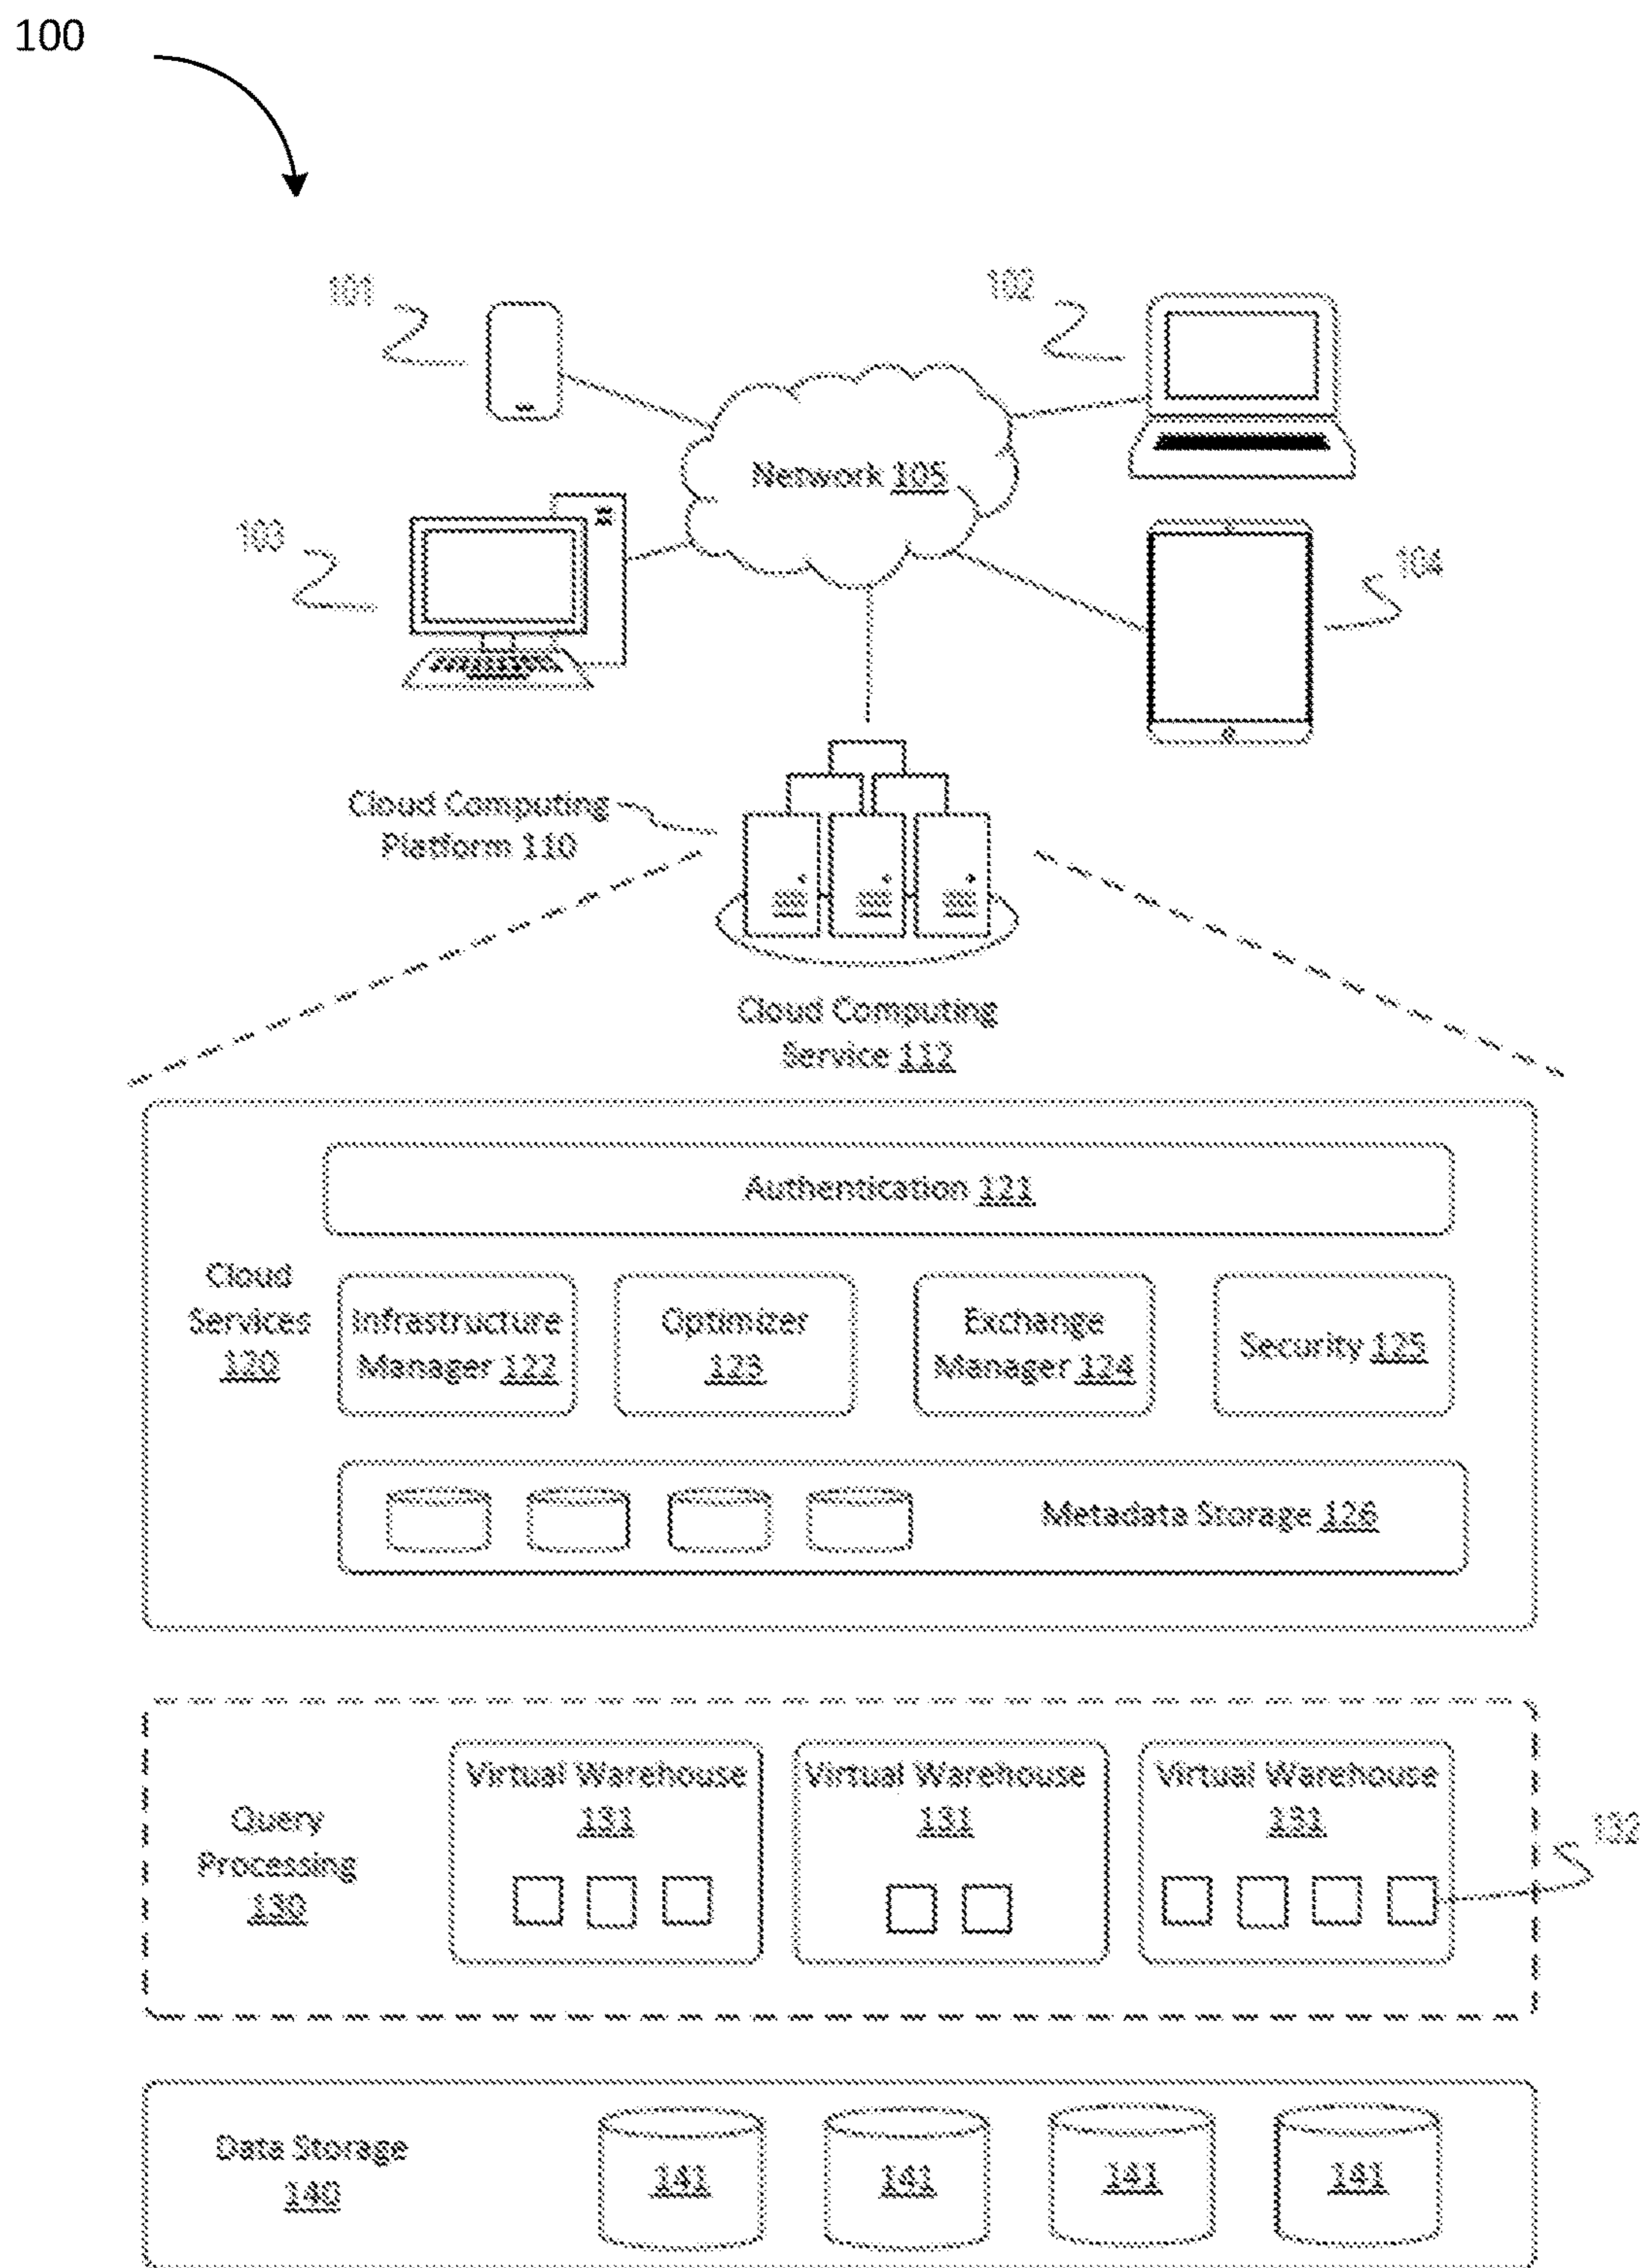 100
101
102
Network 105
103
104
Cloud Computing
Platform 110
Cloud Computing
Service 112
Authentication 121
Cloud
Services
120
Infrastructure
Manager 122
Optimizer
123
Exchange
Manager 124
Security 125
Metadata Storage 126
Query
Processing
130
Virtual Warehouse
131
Virtual Warehouse
131
Virtual Warehouse
131
132
Data Storage
140
141
141
141
141